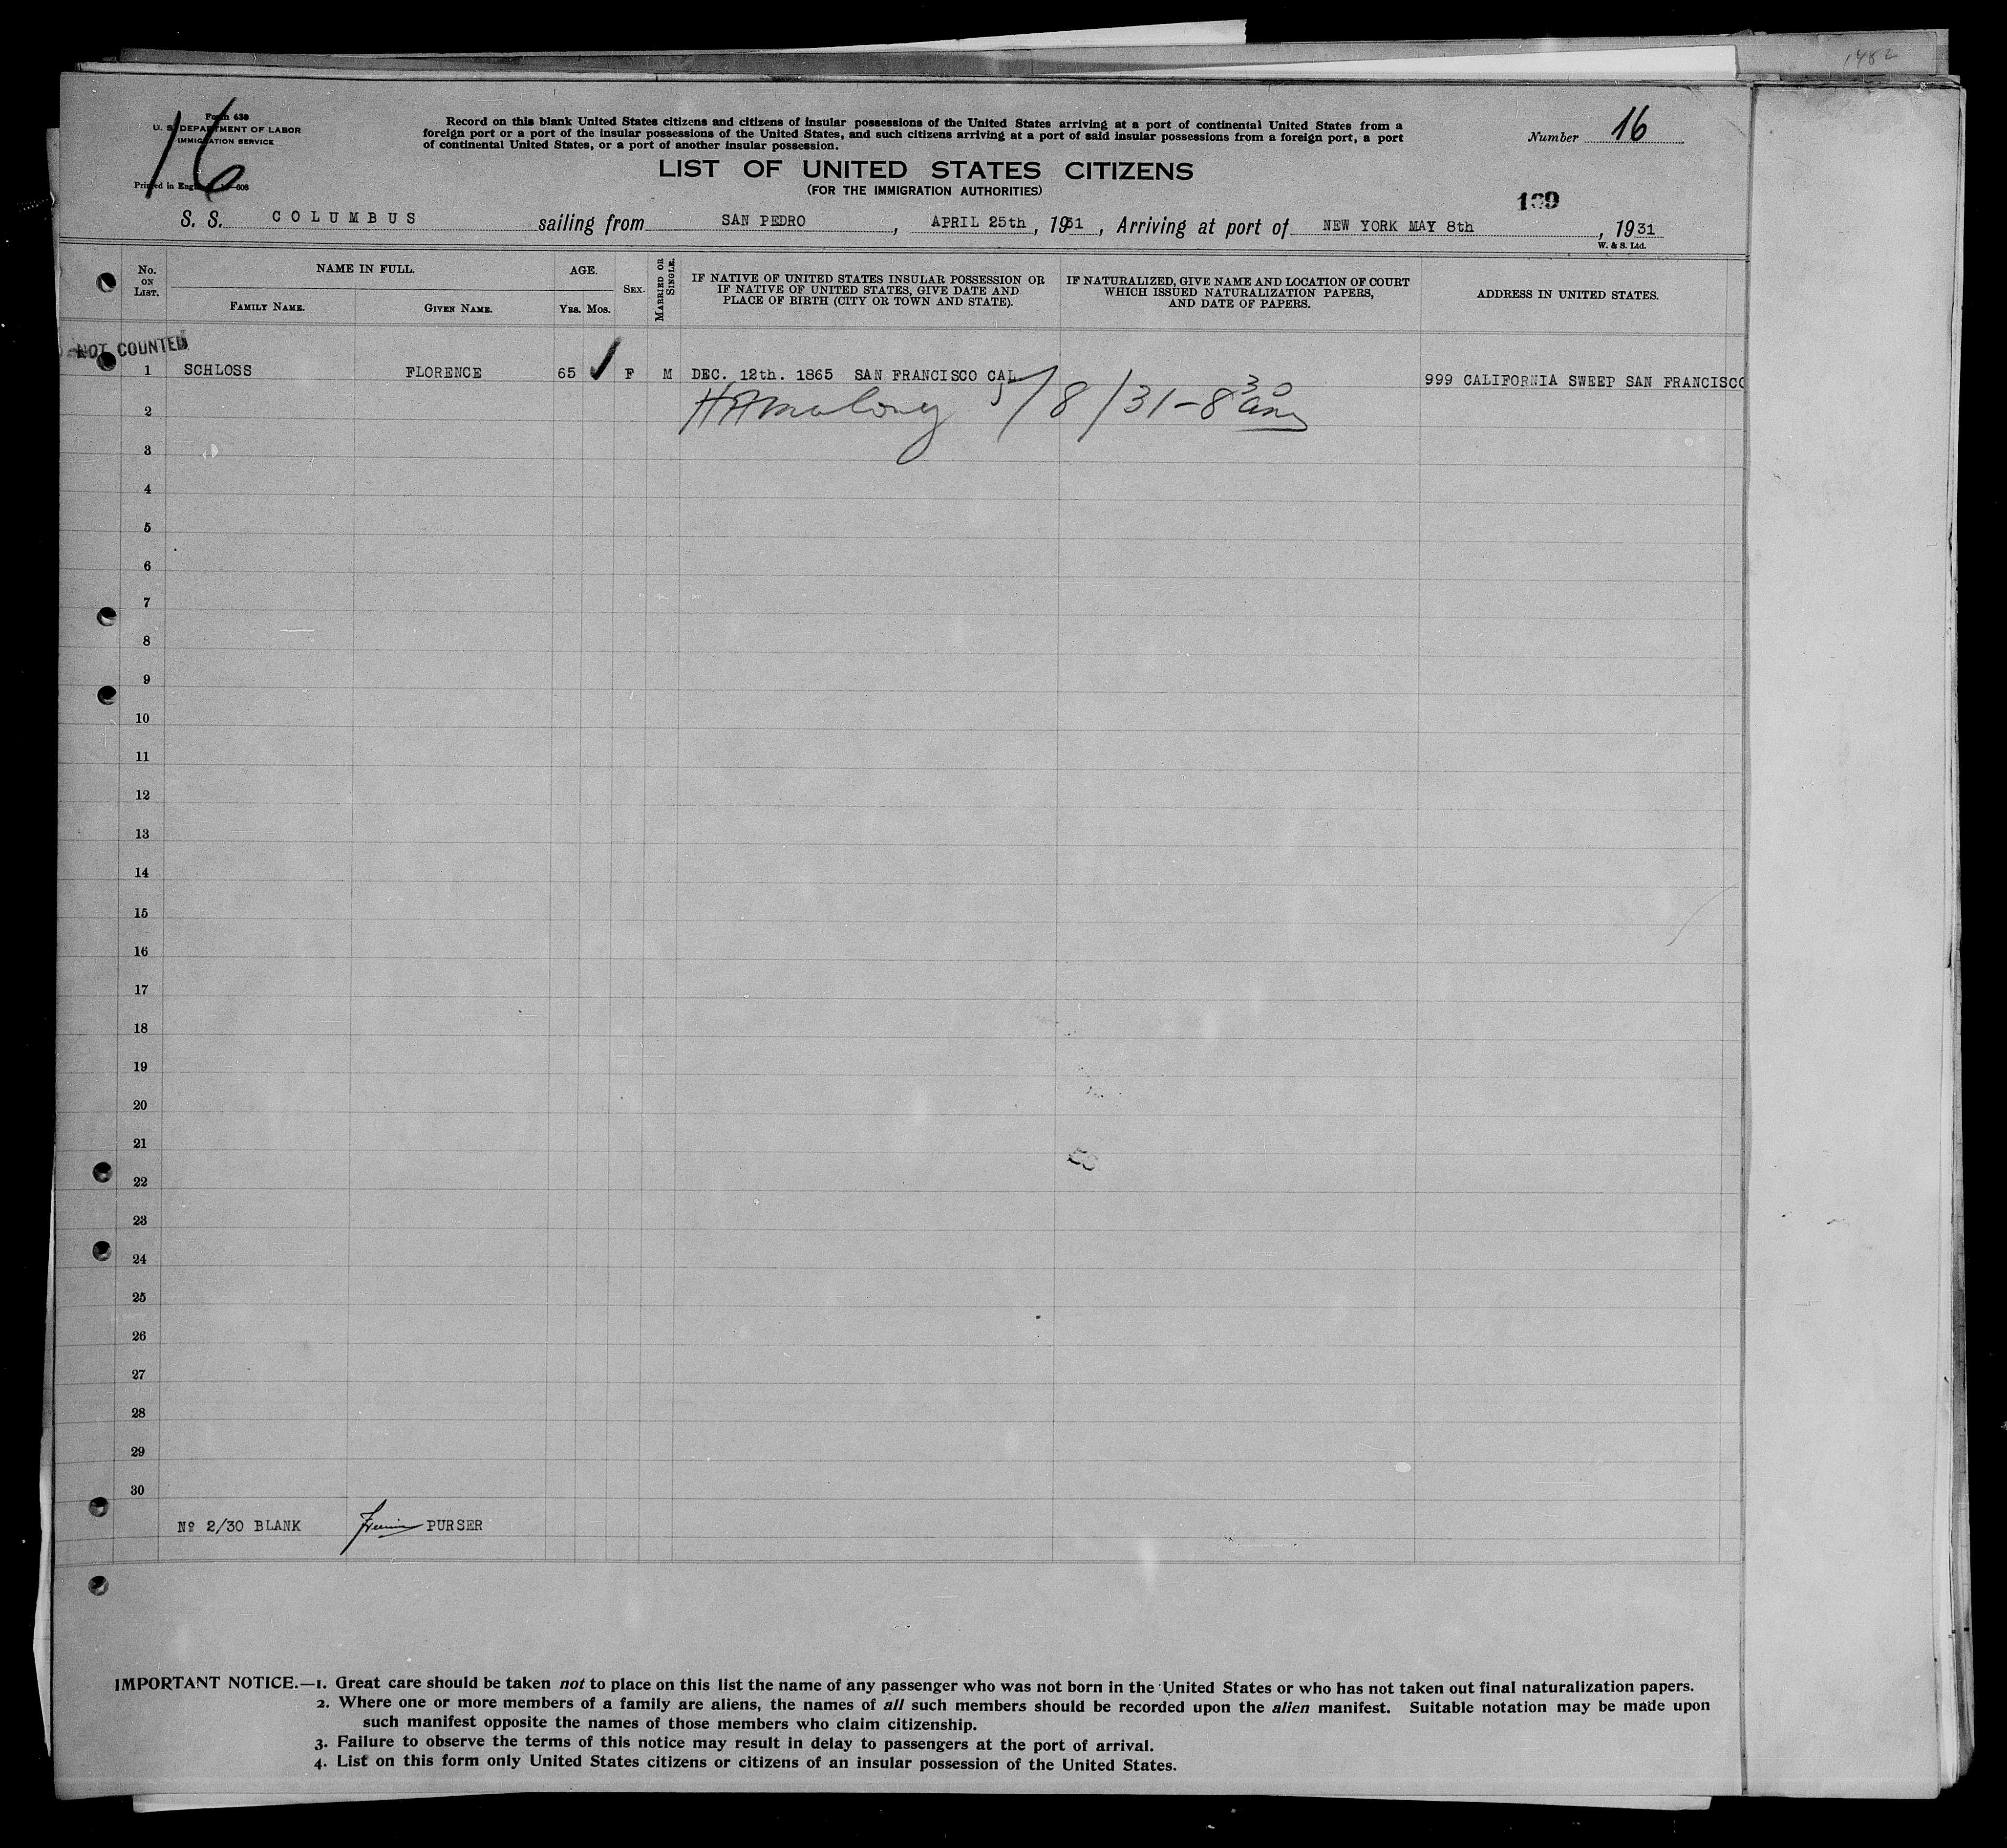 1482
Form 630
U. S. DEPARTMENT OF LABOR
IMMIGRATION SERVICE
16
Printed in
Record on this blank United States citizens and citizens of insular possessions of the United States arriving at a port of continental United States from a
foreign port or a port of the insular possessions of the United States, and such citizens arriving at a port of said insular possessions from a foreign port, a port
of continental United States, or a port of another insular possession.
Number 16
LIST OF UNITED STATES CITIZENS
(FOR THE IMMIGRATION AUTHORITIES)
S. S. COLUMBUS sailing from SAN PEDRO, APRIL 25th, 1931, Arriving at port of NEW YORK MAY 8th, 1931
W. & S. Ltd.
No. ON LIST.
NAME IN FULL.
FAMILY NAME.
GIVEN NAME.
AGE.
YRS. MOS.
SEX.
MARRIED OR SINGLE.
IF NATIVE OF UNITED STATES INSULAR POSSESSION OR
IF NATIVE OF UNITED STATES, GIVE DATE AND
PLACE OF BIRTH (CITY OR TOWN AND STATE).
IF NATURALIZED, GIVE NAME AND LOCATION OF COURT
WHICH ISSUED NATURALIZATION PAPERS,
AND DATE OF PAPERS.
ADDRESS IN UNITED STATES.
NOT COUNTED
1 SCHLOSS FLORENCE 65 F M DEC. 12th. 1865 SAN FRANCISCO CAL 999 CALIFORNIA SWEEP SAN FRANCISCO
HAMaloney 5/8/31-8 30 am
2
3
4
5
6
7
8
9
10
11
12
13
14
15
16
17
18
19
20
21
22
23
24
25
26
27
28
29
30
Nº 2/30 BLANK PURSER
IMPORTANT NOTICE.—1. Great care should be taken not to place on this list the name of any passenger who was not born in the United States or who has not taken out final naturalization papers.
2. Where one or more members of a family are aliens, the names of all such members should be recorded upon the alien manifest. Suitable notation may be made upon
such manifest opposite the names of those members who claim citizenship.
3. Failure to observe the terms of this notice may result in delay to passengers at the port of arrival.
4. List on this form only United States citizens or citizens of an insular possession of the United States.